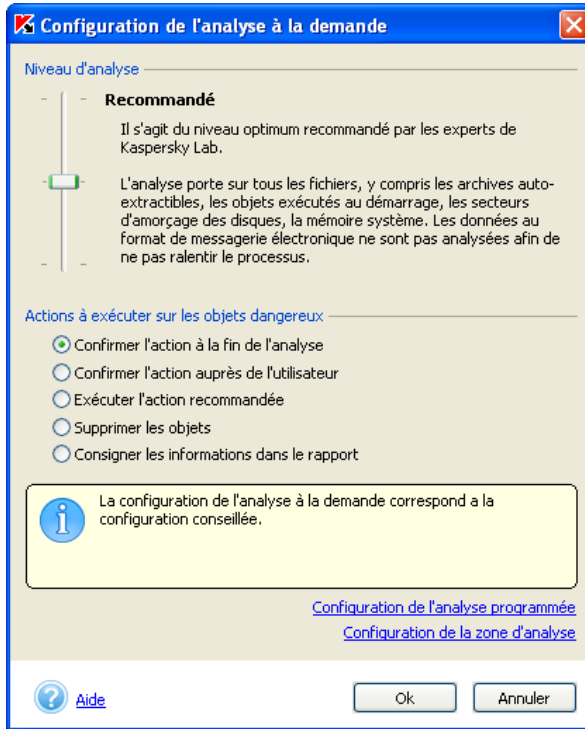 Configuration de l'analyse à la demande
Niveau d'analyse
Recommandé
Il s'agit du niveau optimum recommandé par les experts de
Kaspersky Lab.
L'analyse porte sur tous les fichiers, y compris les archives auto-
extractibles, les objets exécutés au démarrage, les secteurs
d'amorçage des disques, la mémoire système. Les données au
format de messagerie électronique ne sont pas analysées afin de
ne pas ralentir le processus.
Actions à exécuter sur les objets dangereux
Confirmer l'action à la fin de l'analyse
Confirmer l'action auprès de l'utilisateur
Exécuter l'action recommandée
Supprimer les objets
Consigner les informations dans le rapport
La configuration de l'analyse à la demande correspond a la
configuration conseillée.
Configuration de l'analyse programmée
Configuration de la zone d'analyse
Aide
Ok
Annuler